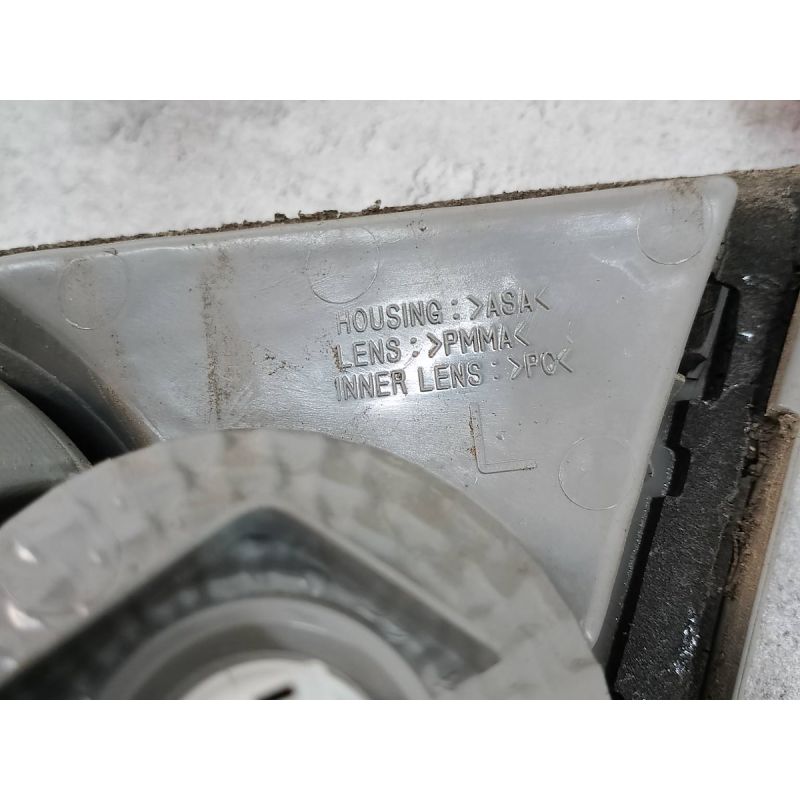 HOUSING : >ASA<
LENS : >PMMA<
INNER LENS : >PC<
L